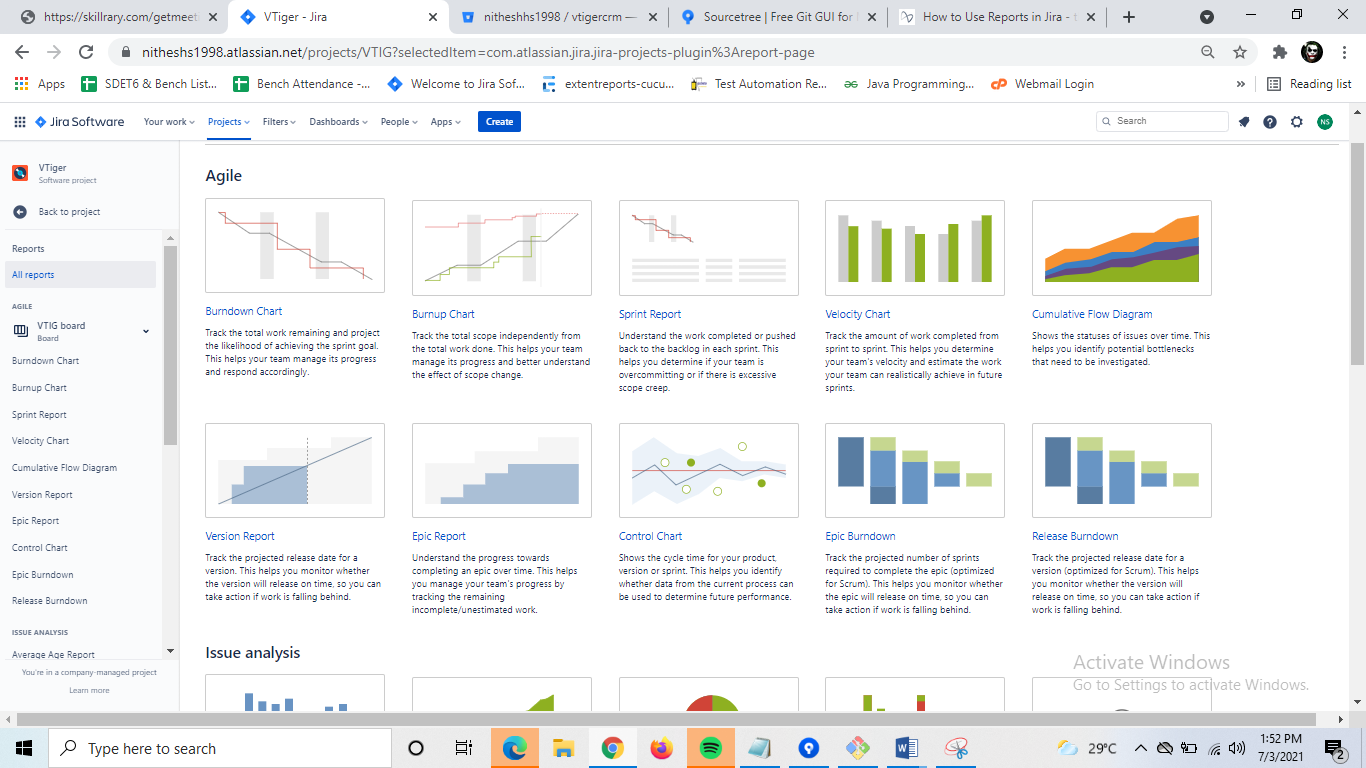 https://skillrary.com/getmeet
VTiger - Jira
nitheshhs1998 / vtigercrm —
Sourcetree | Free Git GUI for
How to Use Reports in Jira -
nitheshs1998.atlassian.net/projects/VTIG?selectedItem=com.atlassian.jira.jira-projects-plugin%3Areport-page
Apps
SDET6 & Bench List...
Bench Attendance -...
Welcome to Jira Sof...
extentreports-cucu...
Test Automation Re...
Java Programming...
Webmail Login
»
Reading list
Jira Software
Your work
Projects
Filters
Dashboards
People
Apps
Create
Search
NS
VTiger
Software project
Back to project
Reports
All reports
AGILE
VTIG board
Board
Burndown Chart
Burnup Chart
Sprint Report
Velocity Chart
Cumulative Flow Diagram
Version Report
Epic Report
Control Chart
Epic Burndown
Release Burndown
ISSUE ANALYSIS
Average Age Report
You're in a company-managed project
Learn more
Agile
Burndown Chart
Track the total work remaining and project
the likelihood of achieving the sprint goal.
This helps your team manage its progress
and respond accordingly.
Burnup Chart
Track the total scope independently from
the total work done. This helps your team
manage its progress and better understand
the effect of scope change.
Sprint Report
Understand the work completed or pushed
back to the backlog in each sprint. This
helps you determine if your team is
overcommitting or if there is excessive
scope creep.
Velocity Chart
Track the amount of work completed from
sprint to sprint. This helps you determine
your team's velocity and estimate the work
your team can realistically achieve in future
sprints.
Cumulative Flow Diagram
Shows the statuses of issues over time. This
helps you identify potential bottlenecks
that need to be investigated.
Version Report
Track the projected release date for a
version. This helps you monitor whether
the version will release on time, so you can
take action if work is falling behind.
Epic Report
Understand the progress towards
completing an epic over time. This helps
you manage your team's progress by
tracking the remaining
incomplete/unestimated work.
Control Chart
Shows the cycle time for your product,
version or sprint. This helps you identify
whether data from the current process can
be used to determine future performance.
Epic Burndown
Track the projected number of sprints
required to complete the epic (optimized
for Scrum). This helps you monitor whether
the epic will release on time, so you can
take action if work is falling behind.
Release Burndown
Track the projected release date for a
version (optimized for Scrum). This helps
you monitor whether the version will
release on time, so you can take action if
work is falling behind.
Issue analysis
Activate Windows
Go to Settings to activate Windows.
Type here to search
29°C
1:52 PM
7/3/2021
2